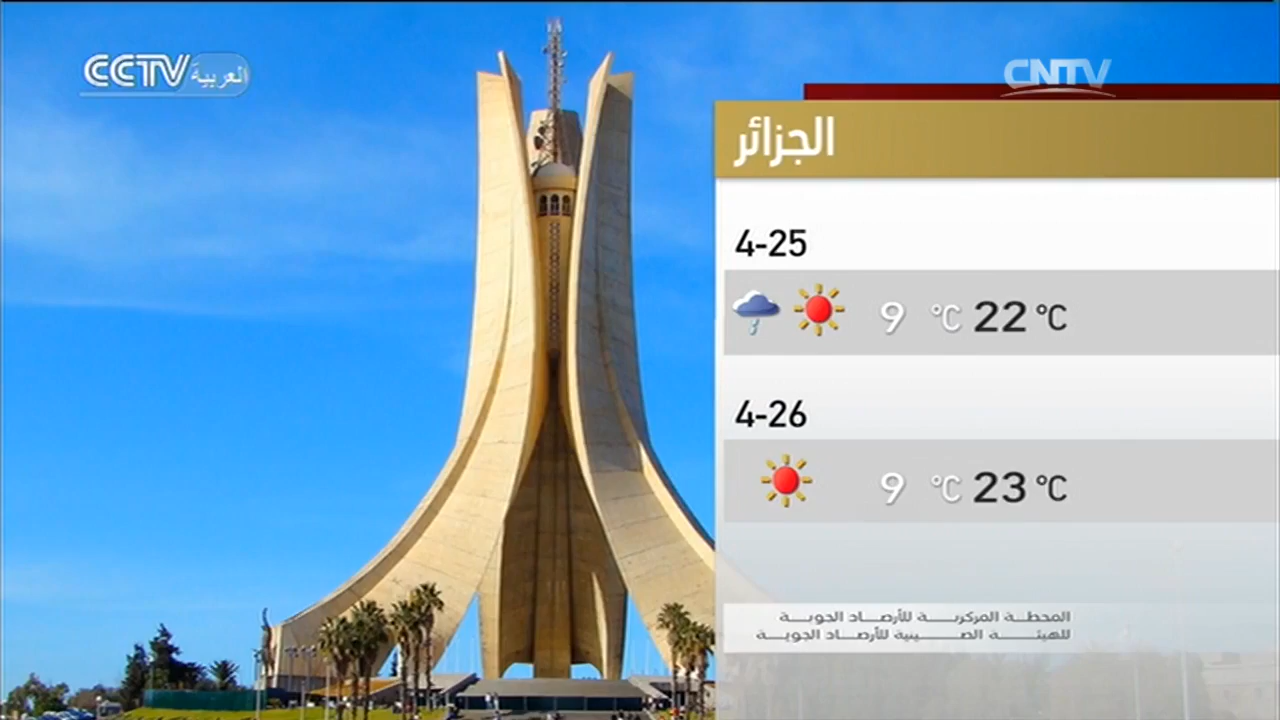 CCTV العربية
CNTV
الجزائر
4-25
9 °C 22 °C
4-26
9 °C 23 °C
المحطة المركزية للأرصاد الجوية
للهيئة الصينية للأرصاد الجوية